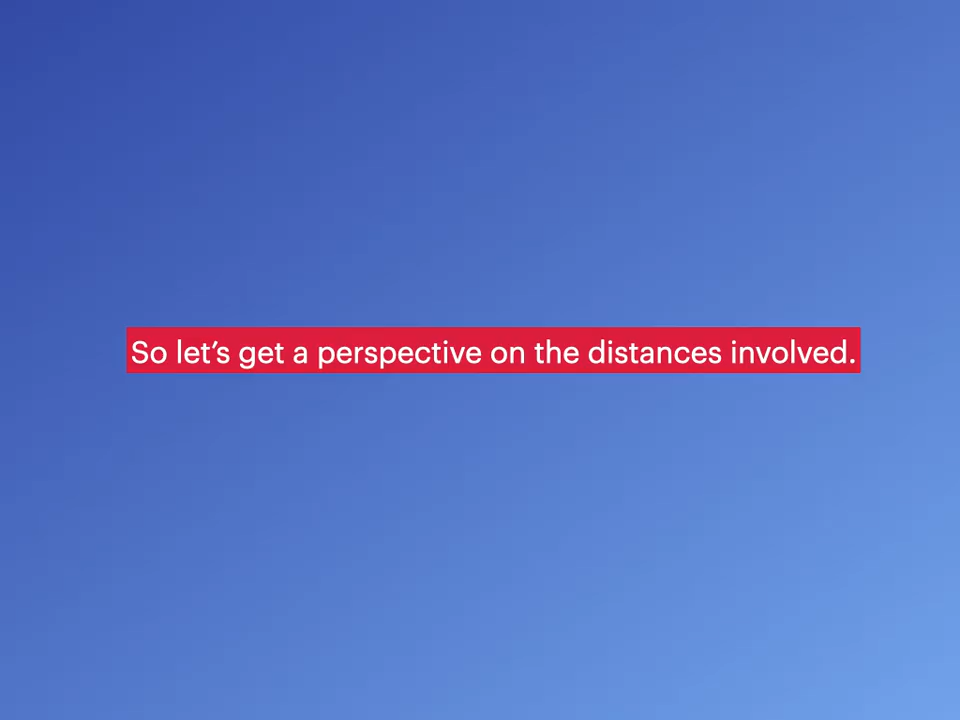 So let's get a perspective on the distances involved.